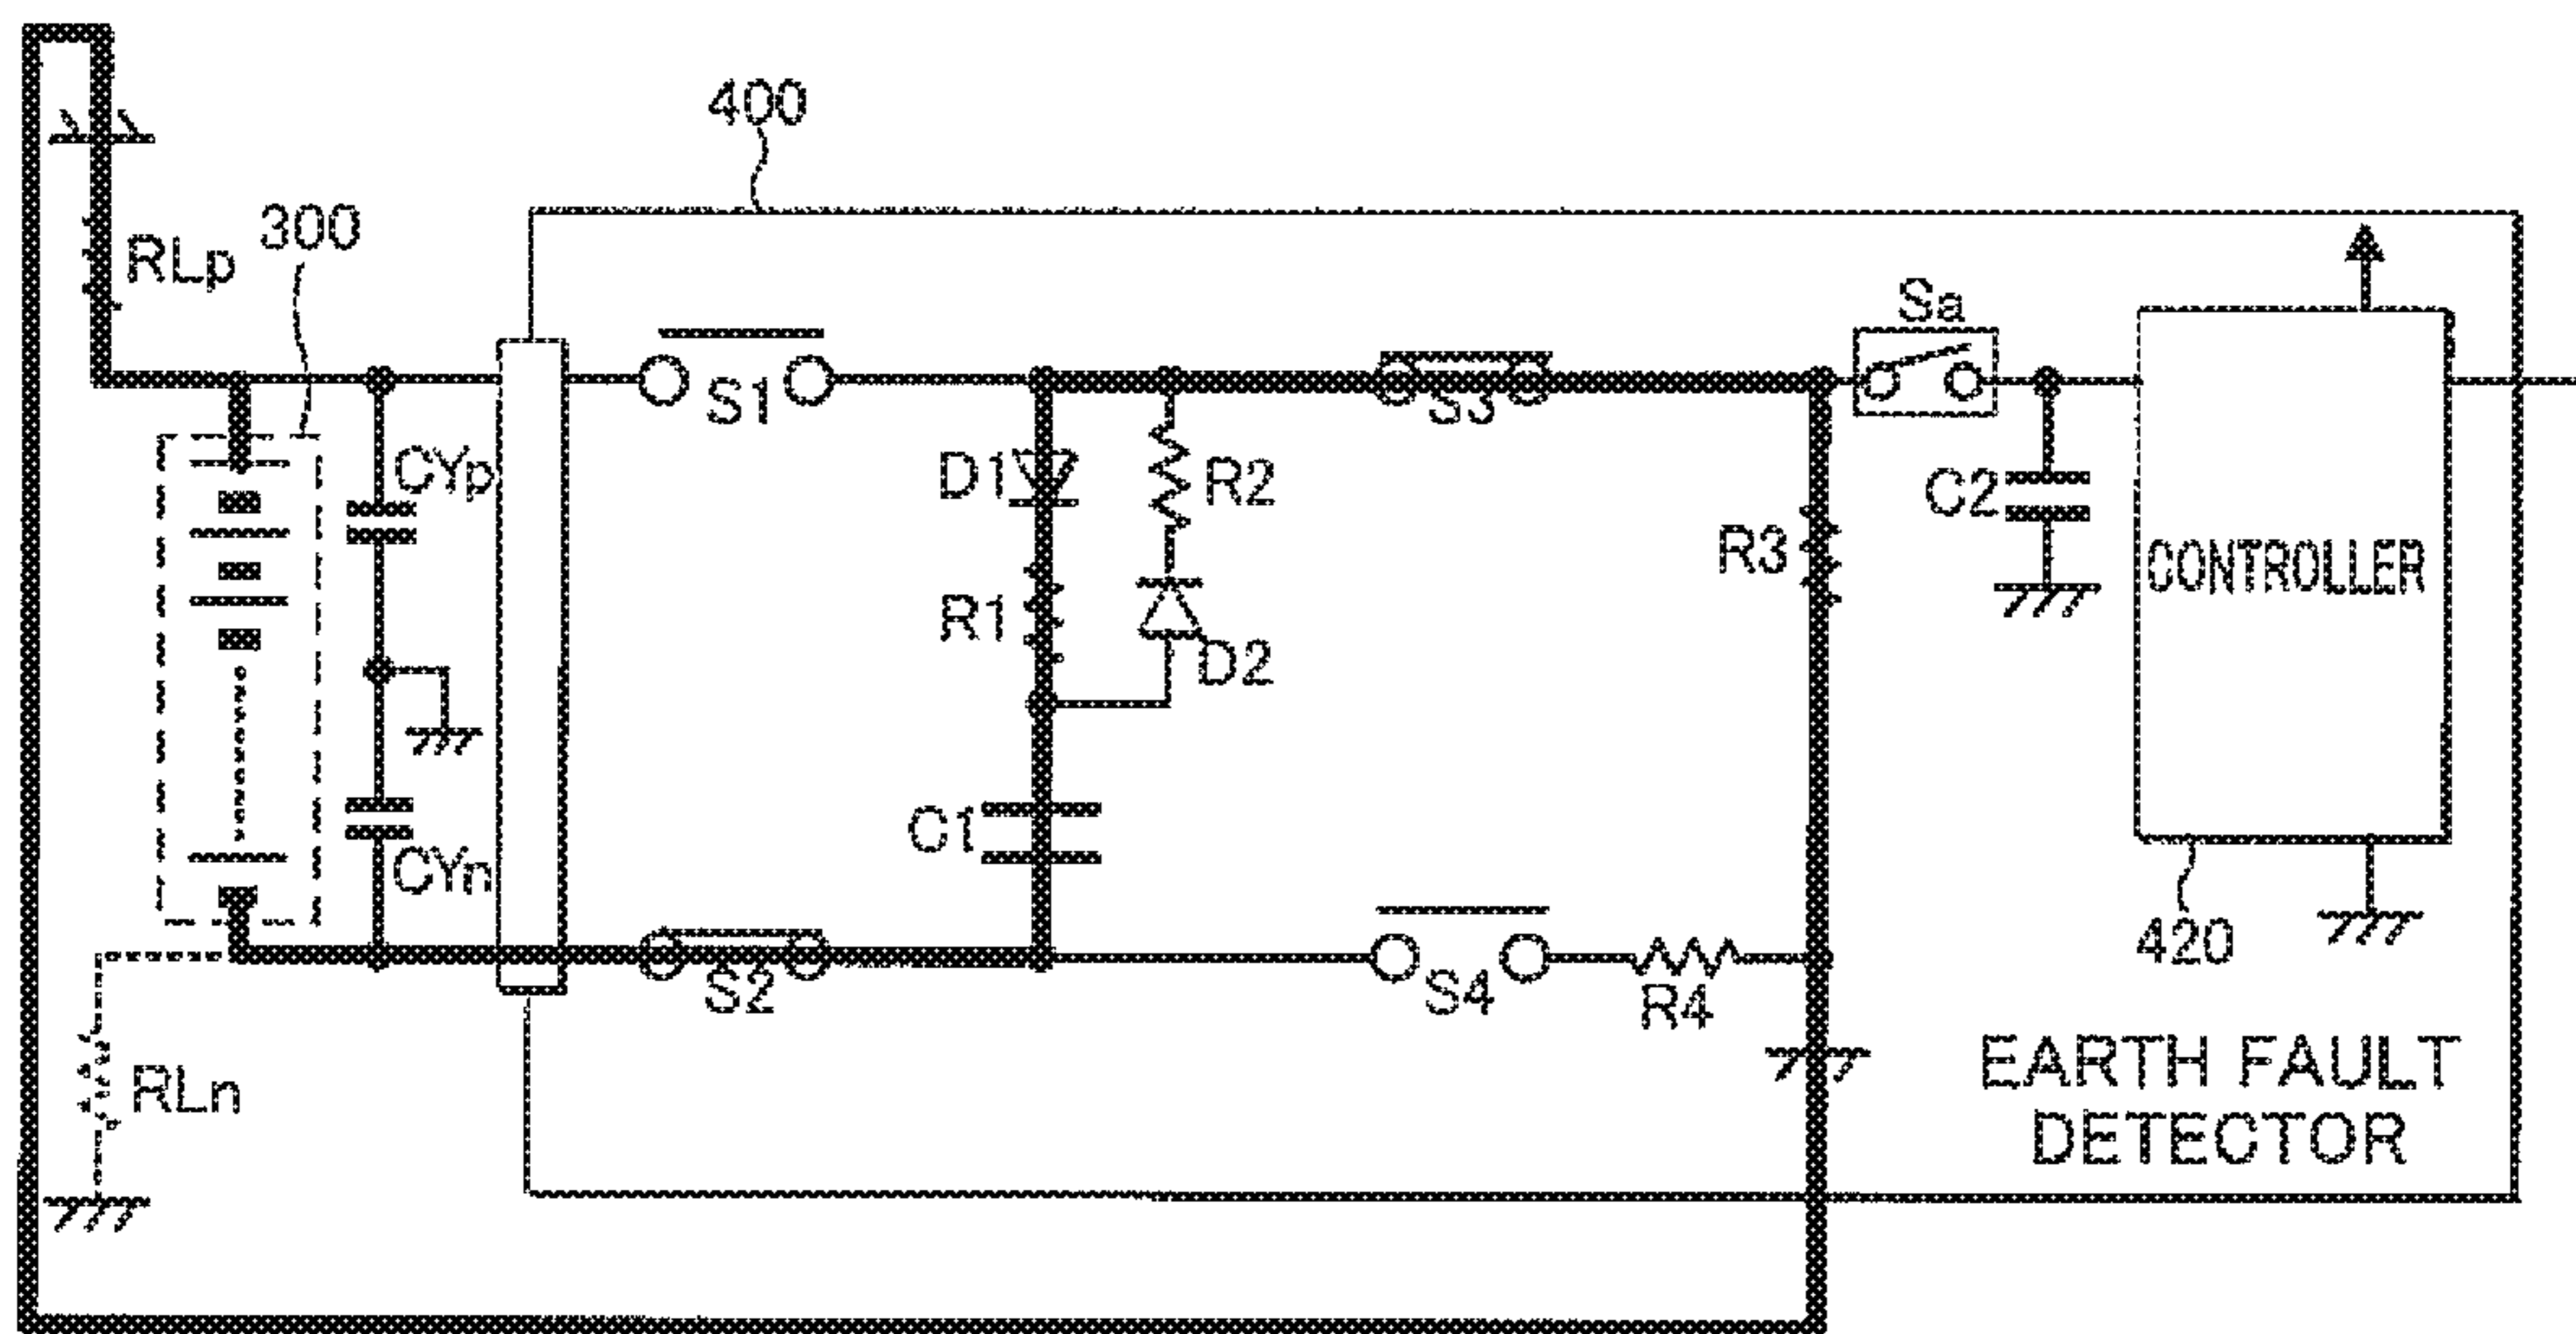 400
300
RLp
Sa
S1
S3
CYp
D1
R2
C2
R3
CONTROLLER
R1
D2
C1
CYn
S2
S4
R4
420
RLn
EARTH FAULT
DETECTOR